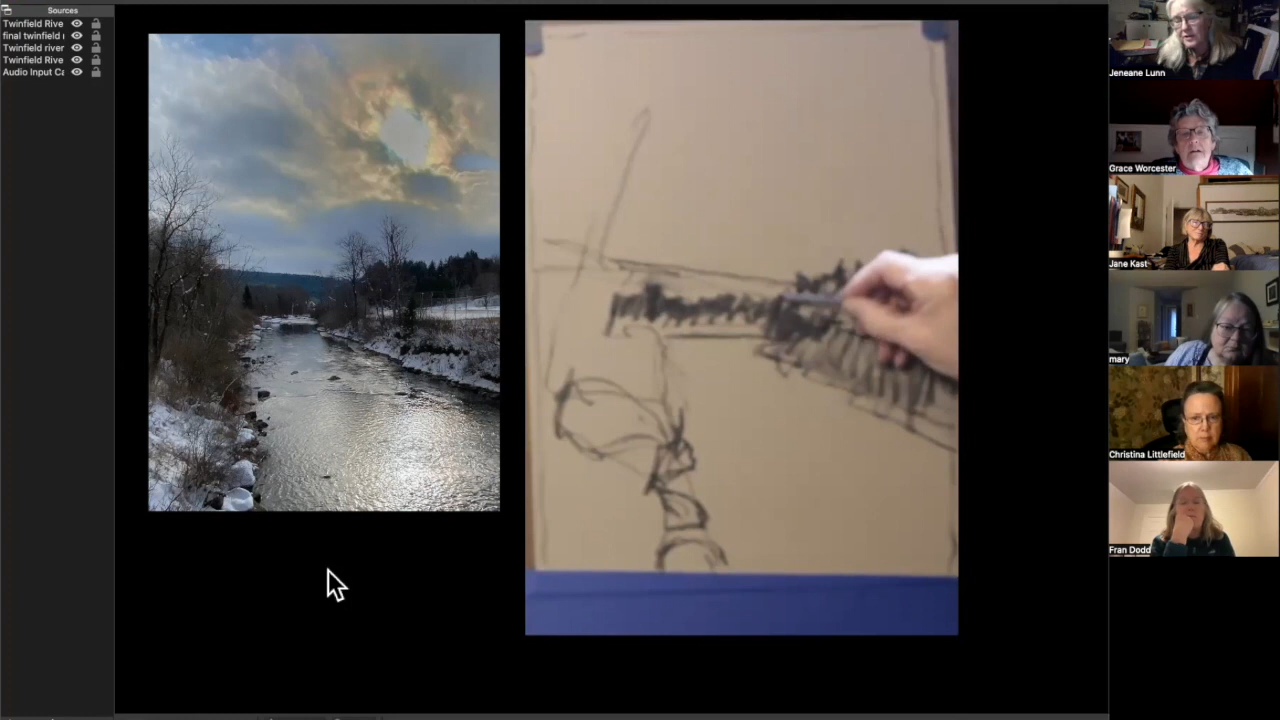 Sources
Twinfield Rive
final twinfield
Twinfield river
Twinfield Rive
Audio Input Ca
Jeneane Lunn
Grace Worcester
Jane Kast
mary
Christina Littlefield
Fran Dodd